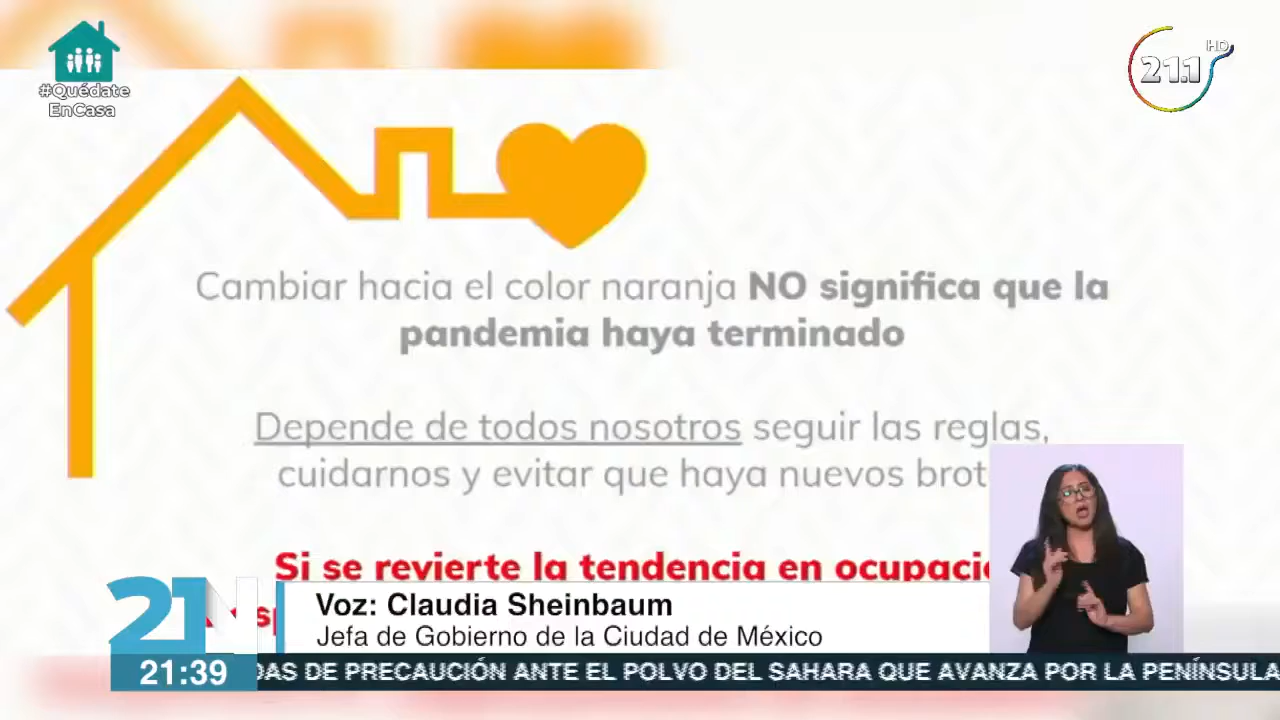 #Quédate
EnCasa
21.1
HD
Cambiar hacia el color naranja NO significa que la
pandemia haya terminado
Depende de todos nosotros seguir las reglas,
cuidarnos y evitar que haya nuevos brot
Si se revierte la tendencia en ocupaci
21N
Voz: Claudia Sheinbaum
Jefa de Gobierno de la Ciudad de México
21:39
DAS DE PRECAUCIÓN ANTE EL POLVO DEL SAHARA QUE AVANZA POR LA PENÍNSULA